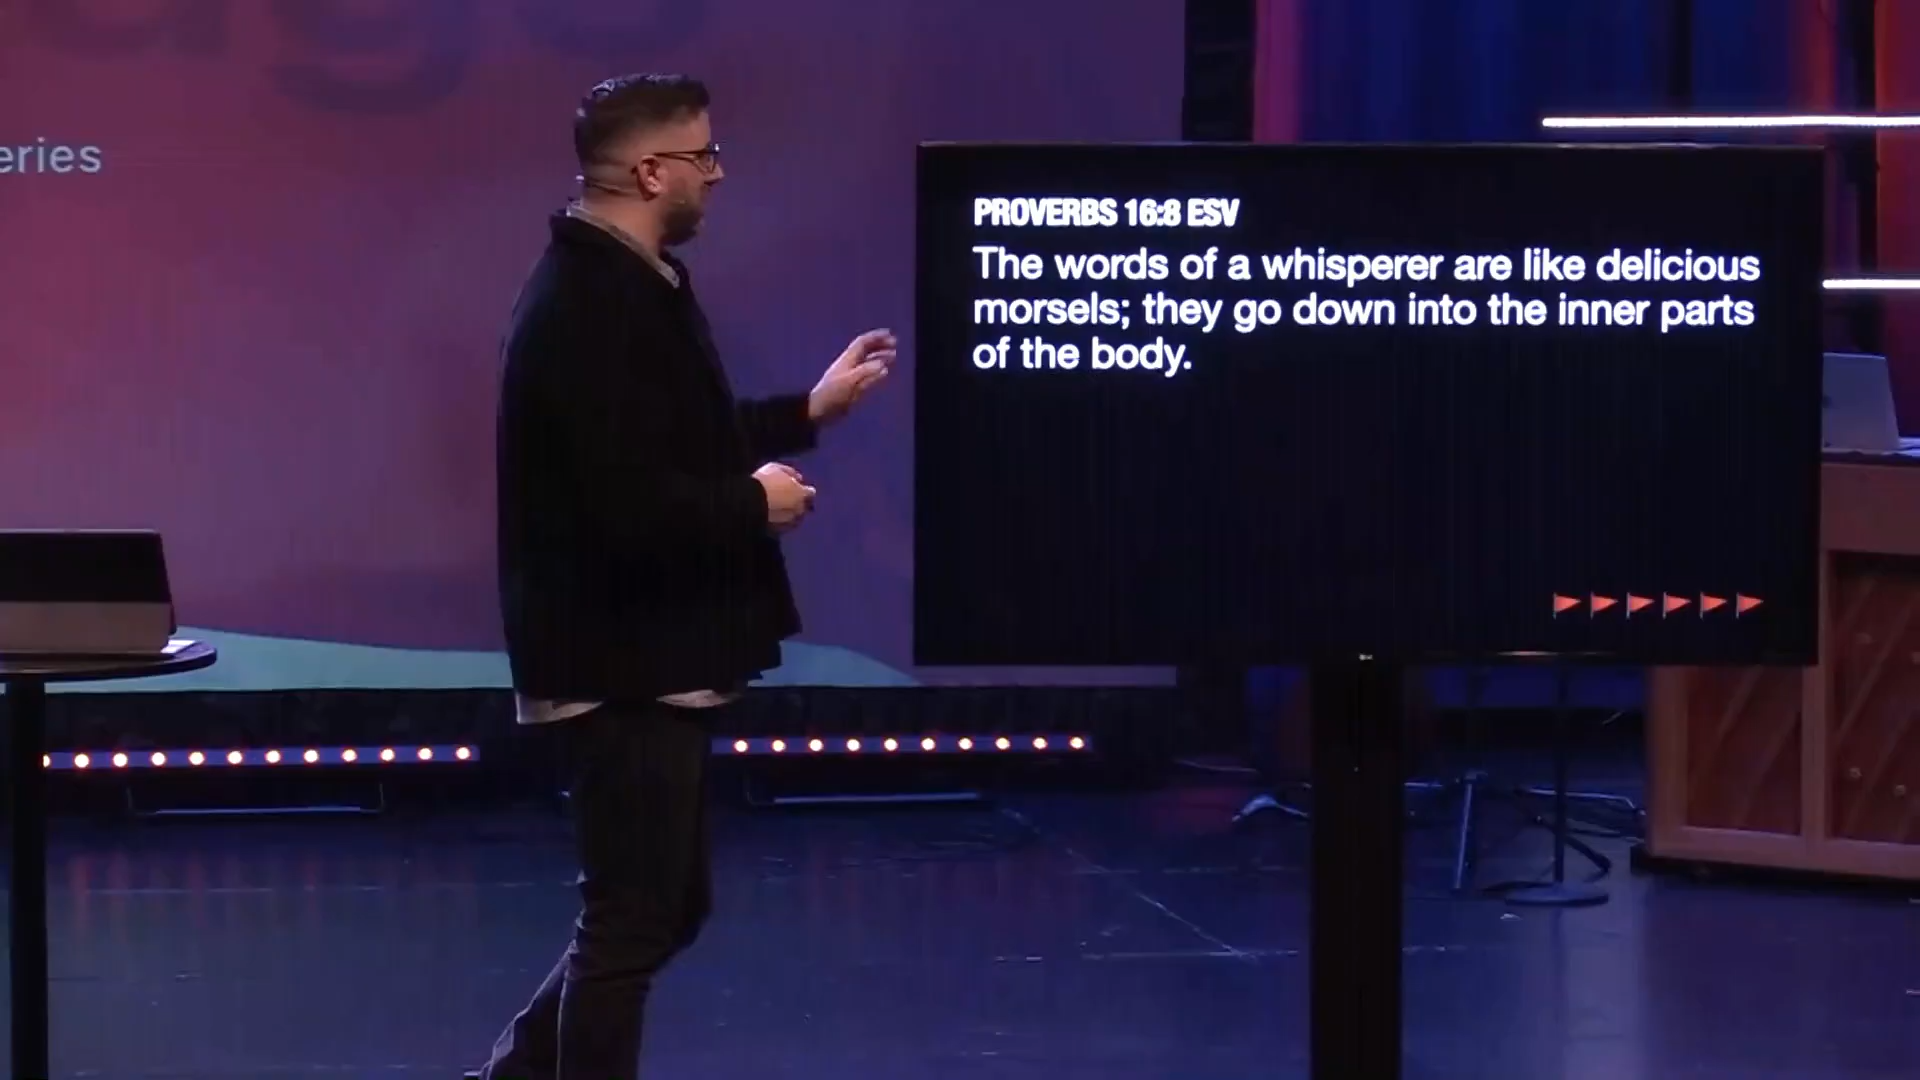 eries
PROVERBS 16:8 ESV
The words of a whisperer are like delicious
morsels; they go down into the inner parts
of the body.